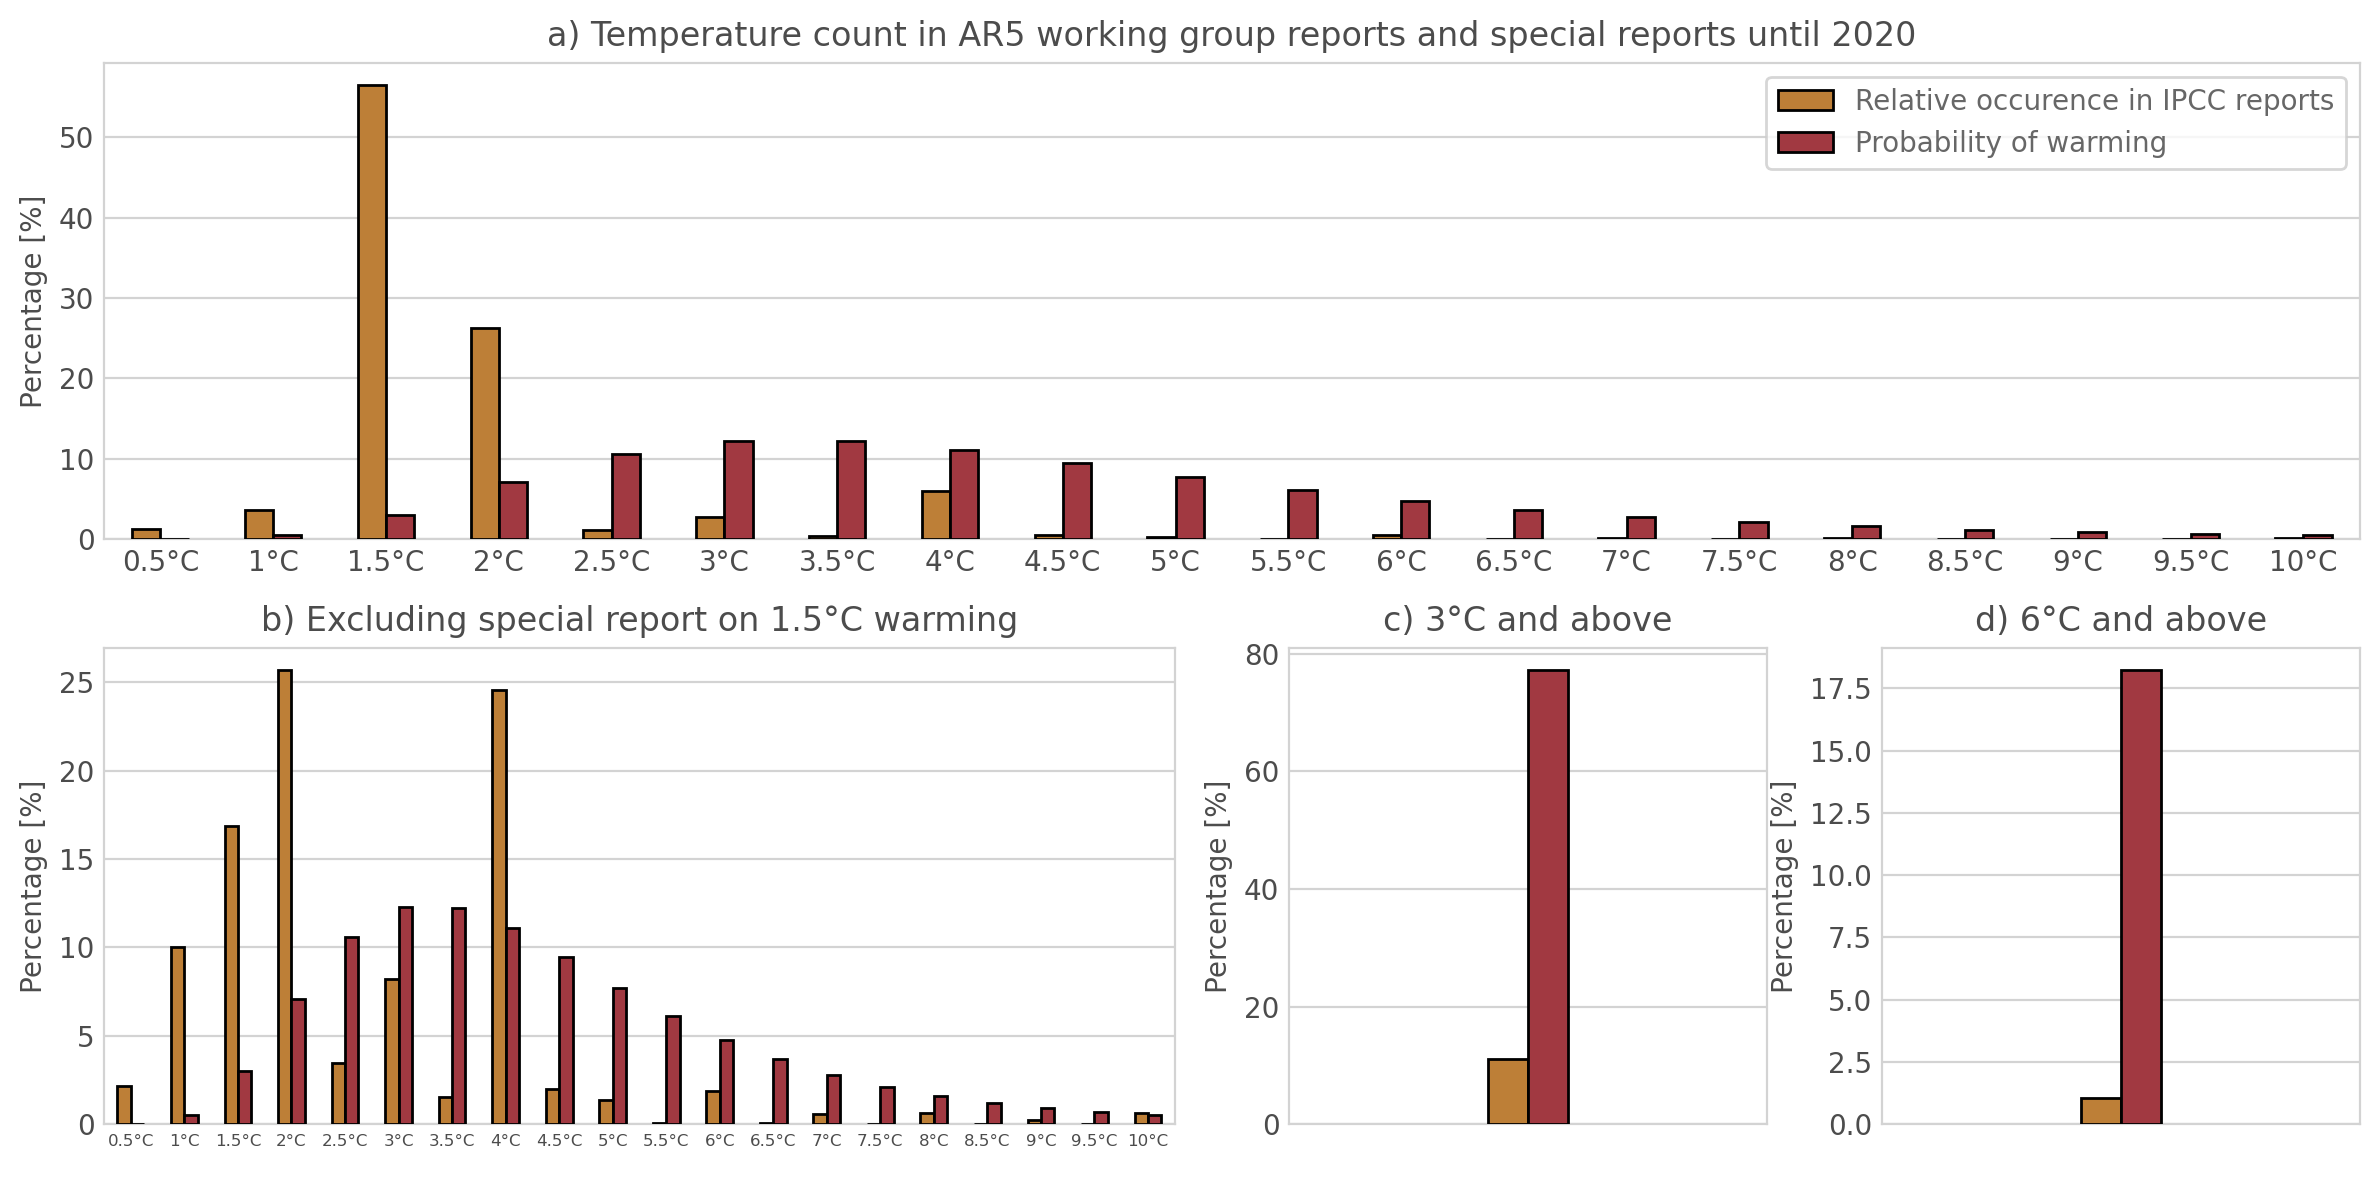 a) Temperature count in AR5 working group reports and special reports until 2020
Percentage [%]
50
40
30
20
10
0
Relative occurence in IPCC reports
Probability of warming
0.5°C 1°C 1.5°C 2°C 2.5°C 3°C 3.5°C 4°C 4.5°C 5°C 5.5°C 6°C 6.5°C 7°C 7.5°C 8°C 8.5°C 9°C 9.5°C 10°C
b) Excluding special report on 1.5°C warming
Percentage [%]
25
20
15
10
5
0
0.5°C 1°C 1.5°C 2°C 2.5°C 3°C 3.5°C 4°C 4.5°C 5°C 5.5°C 6°C 6.5°C 7°C 7.5°C 8°C 8.5°C 9°C 9.5°C 10°C
c) 3°C and above
Percentage [%]
80
60
40
20
0
d) 6°C and above
Percentage [%]
17.5
15.0
12.5
10.0
7.5
5.0
2.5
0.0